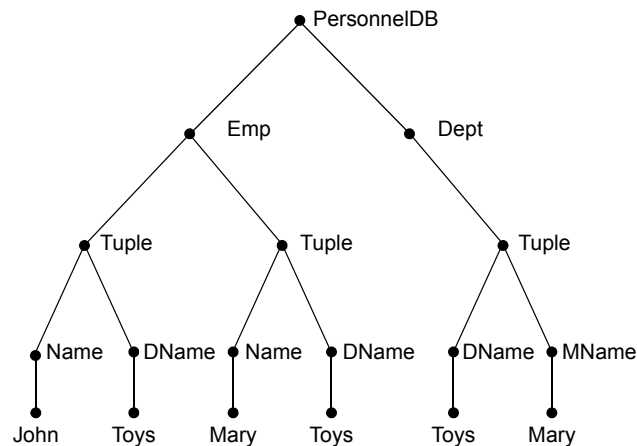 PersonnelDB
Emp Dept
Tuple Tuple Tuple
Name DName Name DName DName MName
John Toys Mary Toys Toys Mary